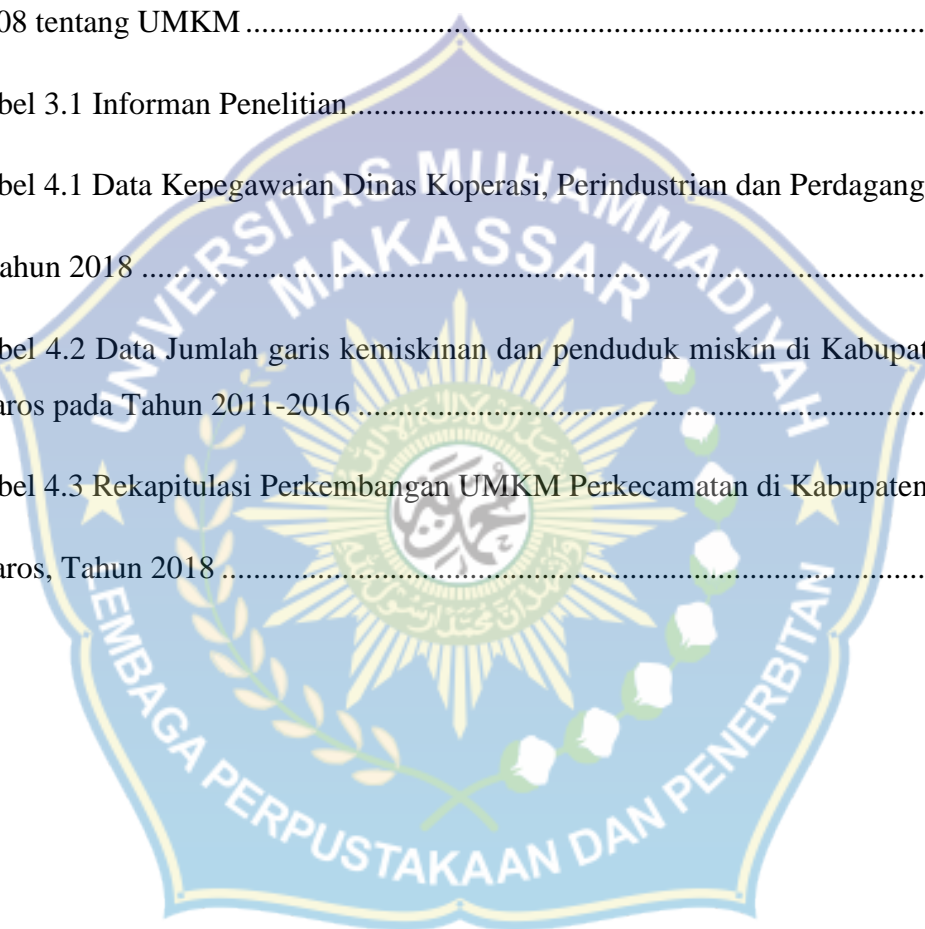 08 tentang UMKM ........................................................................................
bel 3.1 Informan Penelitian........................................................................
bel 4.1 Data Kepegawaian Dinas Koperasi, Perindustrian dan Perdagang
ahun 2018 ........................................................................................................
bel 4.2 Data Jumlah garis kemiskinan dan penduduk miskin di Kabupat
aros pada Tahun 2011-2016 ......................................................................
bel 4.3 Rekapitulasi Perkembangan UMKM Perkecamatan di Kabupaten
aros, Tahun 2018 ..........................................................................................
UNIVERSITAS MUHAMMADIYAH
MAKASSAR
LEMBAGA PERPUSTAKAAN DAN PENERBITAN